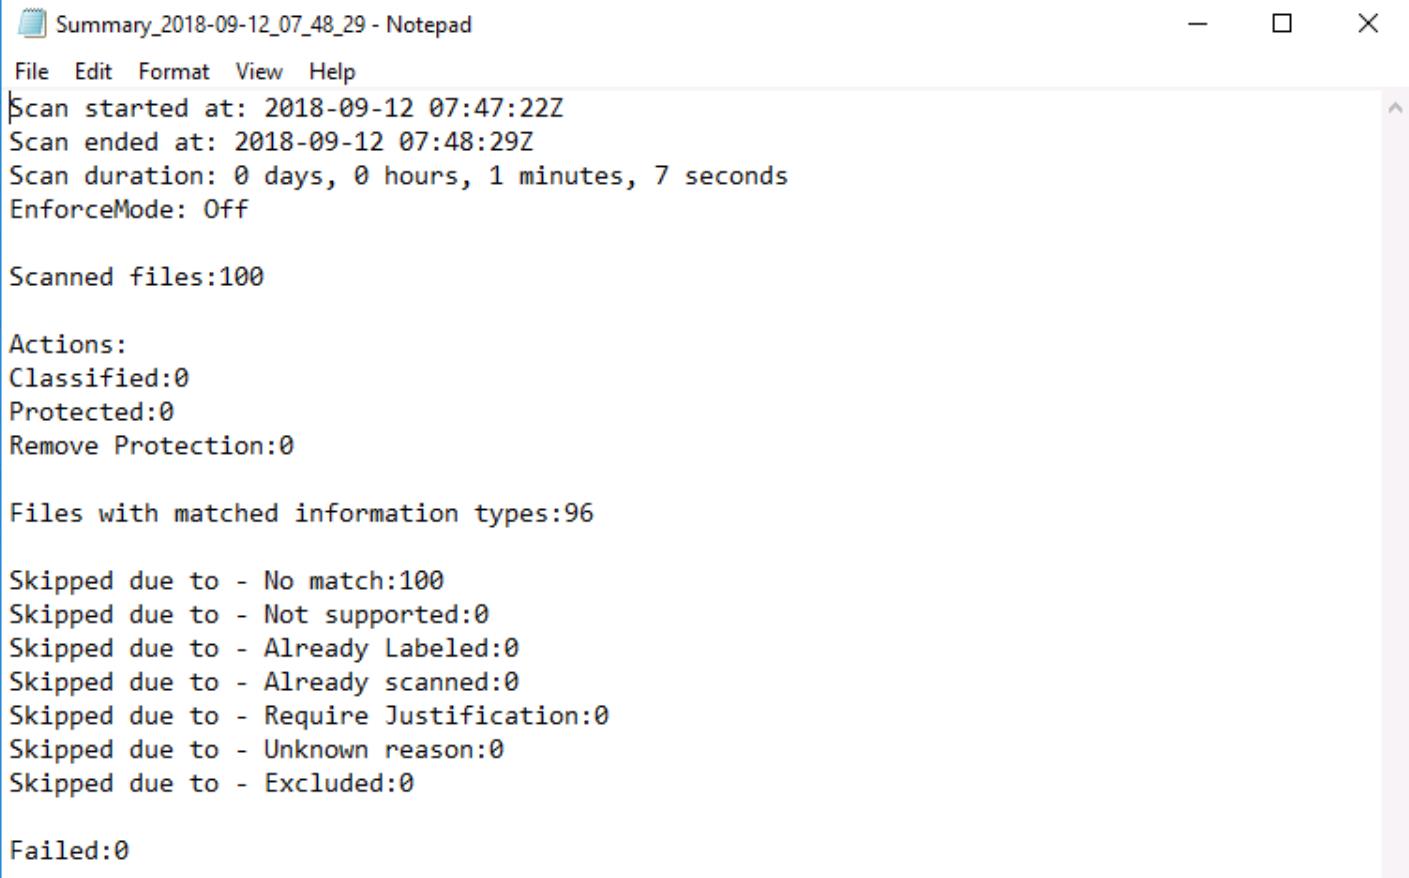 Summary_2018-09-12_07_48_29 - Notepad
File Edit Format View Help
Scan started at: 2018-09-12 07:47:22Z
Scan ended at: 2018-09-12 07:48:29Z
Scan duration: 0 days, 0 hours, 1 minutes, 7 seconds
EnforceMode: Off
Scanned files:100
Actions:
Classified:0
Protected:0
Remove Protection:0
Files with matched information types:96
Skipped due to - No match:100
Skipped due to - Not supported:0
Skipped due to - Already Labeled:0
Skipped due to - Already scanned:0
Skipped due to - Require Justification:0
Skipped due to - Unknown reason:0
Skipped due to - Excluded:0
Failed:0